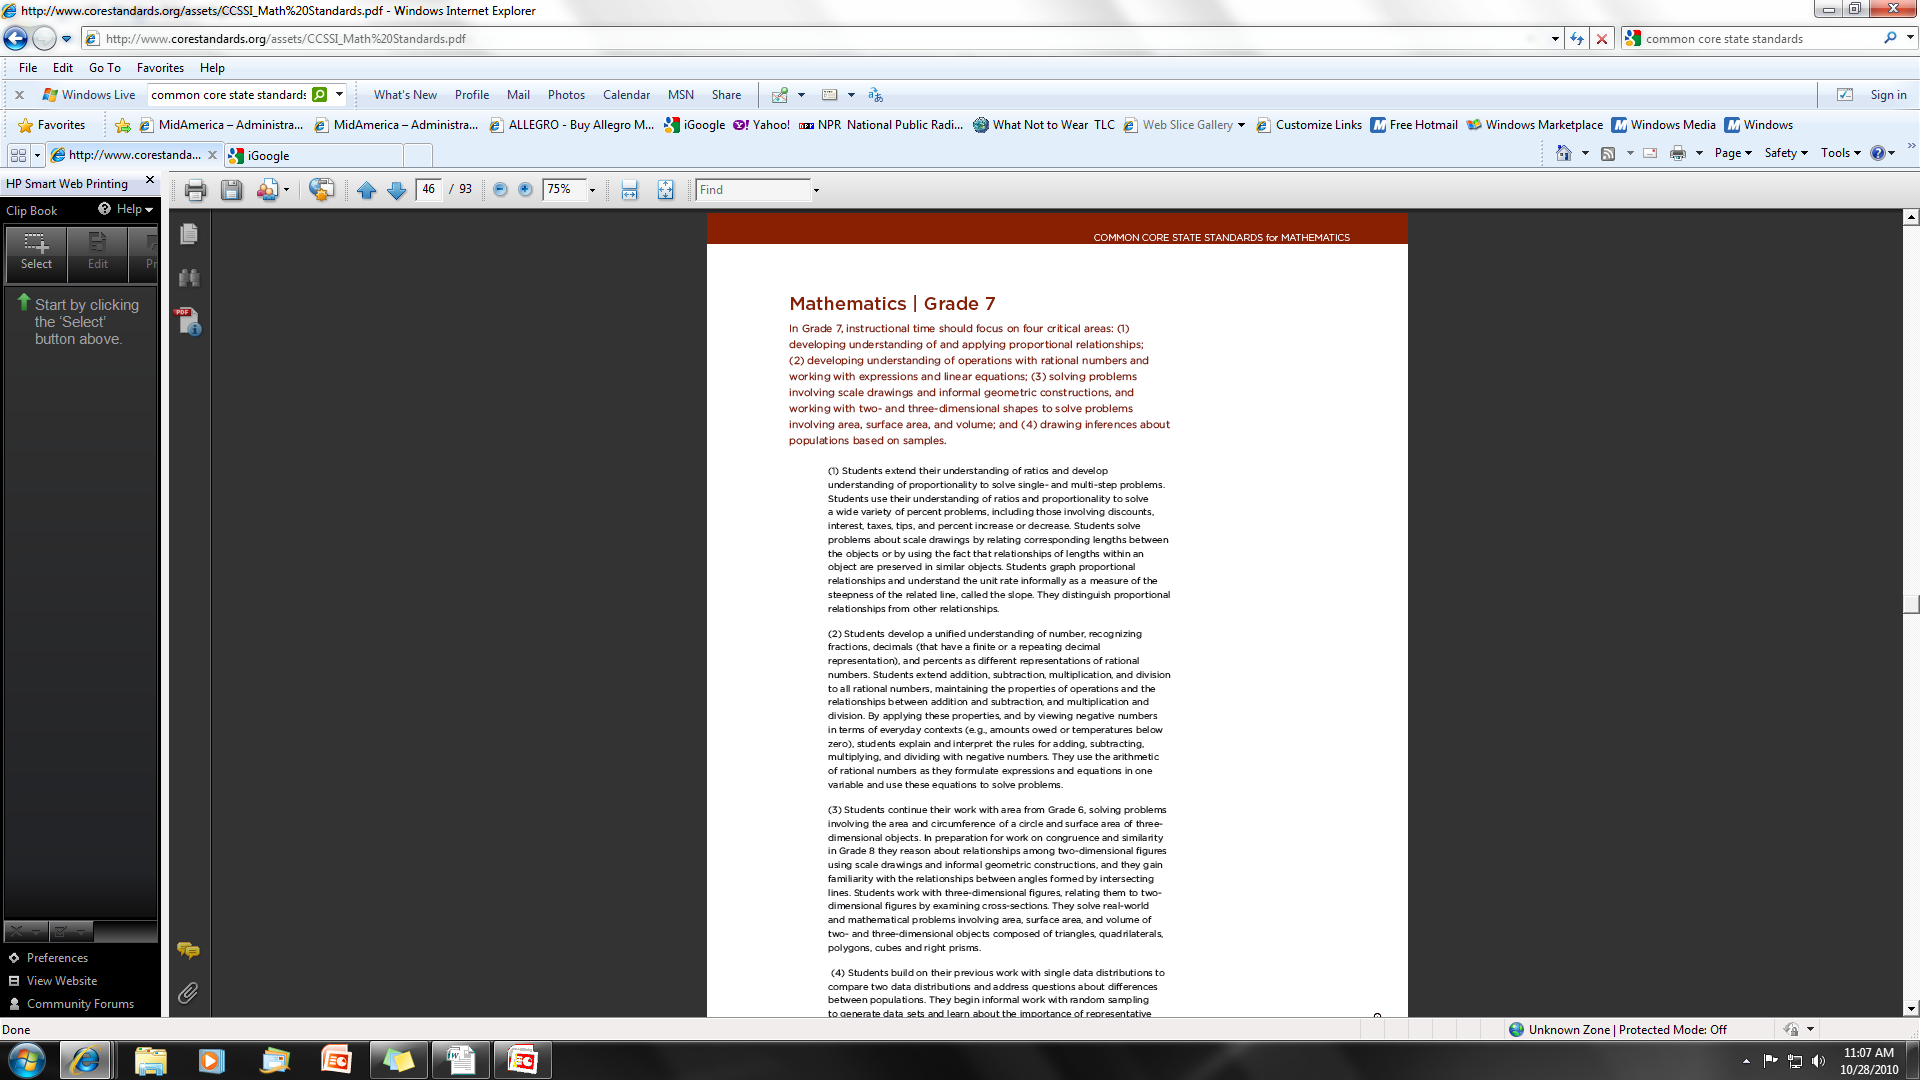 http://www.corestandards.org/assets/CCSSI_Math%20Standards.pdf - Windows Internet Explorer
http://www.corestandards.org/assets/CCSSI_Math%20Standards.pdf
common core state standards
File Edit Go To Favorites Help
x Windows Live common core state standards What's New Profile Mail Photos Calendar MSN Share Sign in
Favorites MidAmerica – Administra... MidAmerica – Administra... ALLEGRO - Buy Allegro M... iGoogle Yahoo! NPR National Public Radi... What Not to Wear TLC Web Slice Gallery Customize Links Free Hotmail Windows Marketplace Windows Media Windows
http://www.corestanda... iGoogle Page Safety Tools
HP Smart Web Printing
46 / 93 75% Find
Clip Book Help
Select Edit Pr
Start by clicking
the 'Select'
button above.
Preferences
View Website
Community Forums
COMMON CORE STATE STANDARDS for MATHEMATICS
Mathematics | Grade 7
In Grade 7, instructional time should focus on four critical areas: (1)
developing understanding of and applying proportional relationships;
(2) developing understanding of operations with rational numbers and
working with expressions and linear equations; (3) solving problems
involving scale drawings and informal geometric constructions, and
working with two- and three-dimensional shapes to solve problems
involving area, surface area, and volume; and (4) drawing inferences about
populations based on samples.
(1) Students extend their understanding of ratios and develop
understanding of proportionality to solve single- and multi-step problems.
Students use their understanding of ratios and proportionality to solve
a wide variety of percent problems, including those involving discounts,
interest, taxes, tips, and percent increase or decrease. Students solve
problems about scale drawings by relating corresponding lengths between
the objects or by using the fact that relationships of lengths within an
object are preserved in similar objects. Students graph proportional
relationships and understand the unit rate informally as a measure of the
steepness of the related line, called the slope. They distinguish proportional
relationships from other relationships.
(2) Students develop a unified understanding of number, recognizing
fractions, decimals (that have a finite or a repeating decimal
representation), and percents as different representations of rational
numbers. Students extend addition, subtraction, multiplication, and division
to all rational numbers, maintaining the properties of operations and the
relationships between addition and subtraction, and multiplication and
division. By applying these properties, and by viewing negative numbers
in terms of everyday contexts (e.g., amounts owed or temperatures below
zero), students explain and interpret the rules for adding, subtracting,
multiplying, and dividing with negative numbers. They use the arithmetic
of rational numbers as they formulate expressions and equations in one
variable and use these equations to solve problems.
(3) Students continue their work with area from Grade 6, solving problems
involving the area and circumference of a circle and surface area of three-
dimensional objects. In preparation for work on congruence and similarity
in Grade 8 they reason about relationships among two-dimensional figures
using scale drawings and informal geometric constructions, and they gain
familiarity with the relationships between angles formed by intersecting
lines. Students work with three-dimensional figures, relating them to two-
dimensional figures by examining cross-sections. They solve real-world
and mathematical problems involving area, surface area, and volume of
two- and three-dimensional objects composed of triangles, quadrilaterals,
polygons, cubes and right prisms.
(4) Students build on their previous work with single data distributions to
compare two data distributions and address questions about differences
between populations. They begin informal work with random sampling
to generate data sets and learn about the importance of representative
Done
Unknown Zone | Protected Mode: Off
11:07 AM
10/28/2010